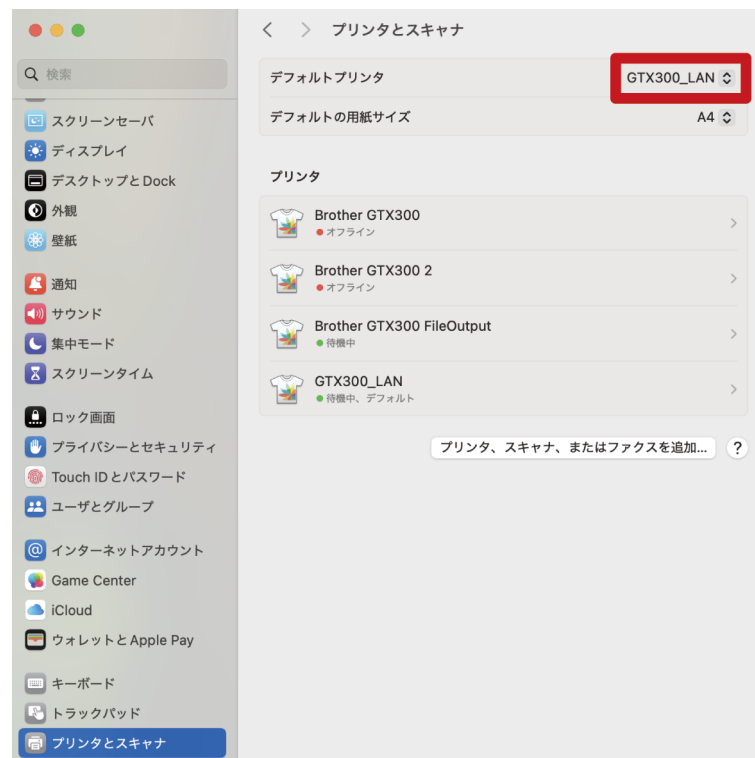 プリンタとスキャナ
検索
スクリーンセーバ
ディスプレイ
デスクトップとDock
外観
壁紙
通知
サウンド
集中モード
スクリーンタイム
ロック画面
プライバシーとセキュリティ
Touch IDとパスワード
ユーザとグループ
インターネットアカウント
Game Center
iCloud
ウォレットとApple Pay
キーボード
トラックパッド
プリンタとスキャナ
デフォルトプリンタ GTX300_LAN
デフォルトの用紙サイズ A4
プリンタ
Brother GTX300
オフライン
Brother GTX300 2
オフライン
Brother GTX300 FileOutput
待機中
GTX300_LAN
待機中、デフォルト
プリンタ、スキャナ、またはファクスを追加... ?